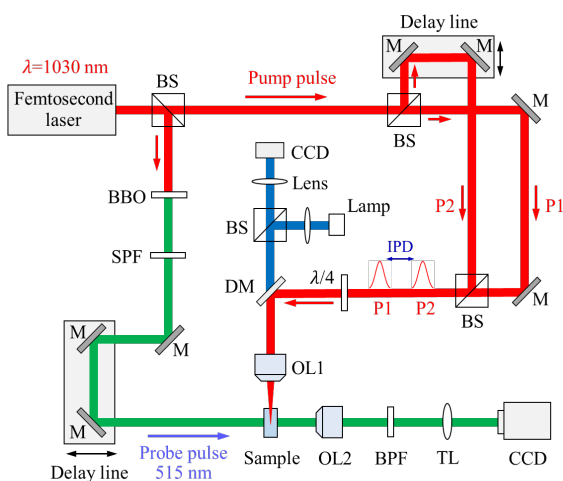 Delay line
M
M
λ=1030 nm
BS
Pump pulse
Femtosecond
laser
M
BS
CCD
Lens
BBO
Lamp
P2
P1
BS
SPF
IPD
DM
λ/4
P1
P2
M
BS
M
M
OL1
M
Probe pulse
515 nm
Delay line
Sample
OL2
BPF
TL
CCD